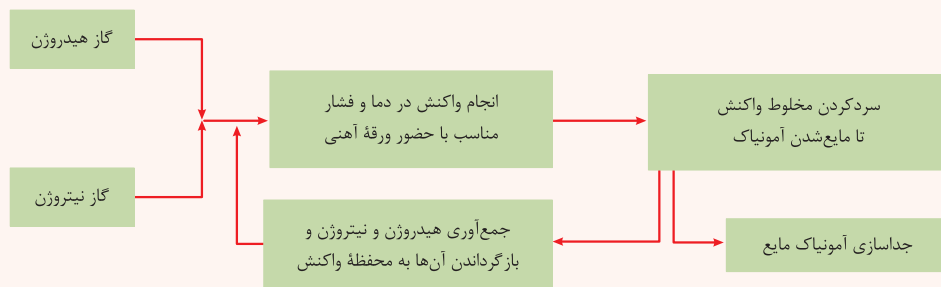 گاز هیدروژن
گاز نیتروژن
انجام واکنش در دما و فشار
مناسب با حضور ورقهٔ آهنی
سردکردن مخلوط واکنش
تا مایع‌شدن آمونیاک
جمع‌آوری هیدروژن و نیتروژن و
بازگرداندن آن‌ها به محفظهٔ واکنش
جداسازی آمونیاک مایع